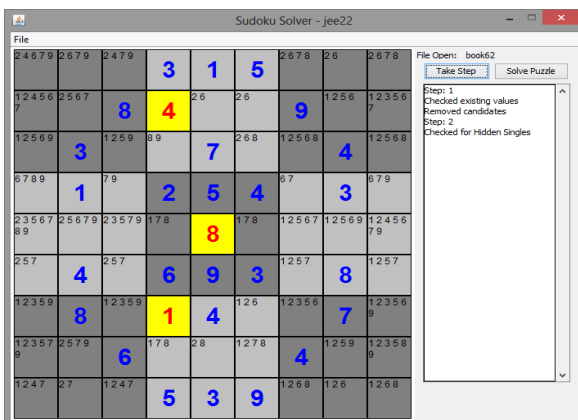 Sudoku Solver - jee22
File
File Open: book62
Take Step Solve Puzzle
Step: 1
Checked existing values
Removed candidates
Step: 2
Checked for Hidden Singles
2 4 6 7 9 2 6 7 9 2 4 7 9 3 1 5 2 6 7 8 2 6 2 6 7 8
1 2 4 5 6 7 2 5 6 7 8 4 2 6 2 6 9 1 2 5 6 1 2 3 5 6 7
1 2 5 6 9 3 1 2 5 9 8 9 7 2 6 8 1 2 5 6 8 4 1 2 5 6 8
6 7 8 9 1 7 9 2 5 4 6 7 3 6 7 9
2 3 5 6 7 8 9 2 5 6 7 9 2 3 5 7 9 1 7 8 8 1 7 8 1 2 5 6 7 1 2 5 6 9 1 2 4 5 6 7 9
2 5 7 4 2 5 7 6 9 3 1 2 5 7 8 1 2 5 7
1 2 3 5 9 8 1 2 3 5 9 1 4 1 2 6 1 2 3 5 6 7 1 2 3 5 6 9
1 2 3 5 7 9 2 5 7 9 6 1 7 8 2 8 1 2 7 8 4 1 2 5 9 1 2 3 5 8 9
1 2 4 7 2 7 1 2 4 7 5 3 9 1 2 6 8 1 2 6 1 2 6 8